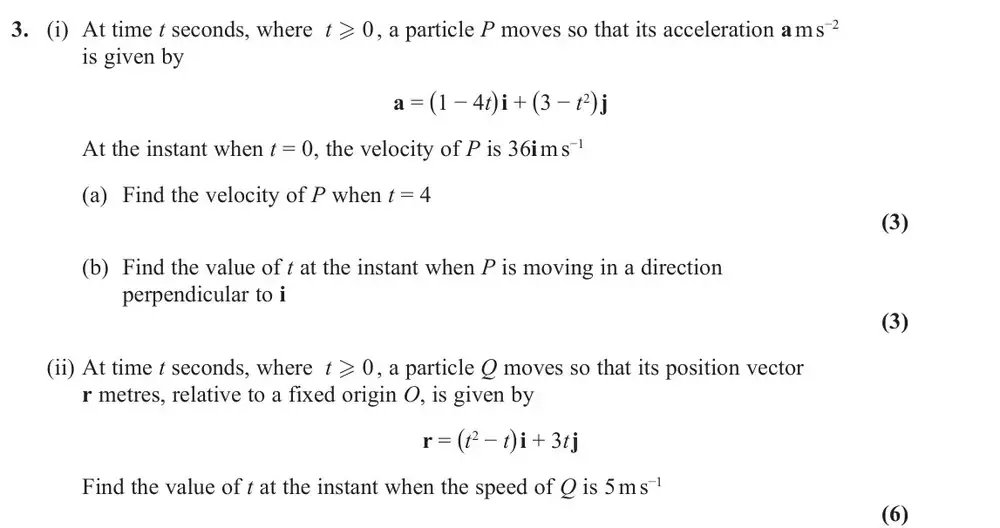 3. (i) At time t seconds, where t ⩾ 0, a particle P moves so that its acceleration a m s⁻²
is given by
a = (1 − 4t)i + (3 − t²)j
At the instant when t = 0, the velocity of P is 36i m s⁻¹
(a) Find the velocity of P when t = 4
(3)
(b) Find the value of t at the instant when P is moving in a direction
perpendicular to i
(3)
(ii) At time t seconds, where t ⩾ 0, a particle Q moves so that its position vector
r metres, relative to a fixed origin O, is given by
r = (t² − t)i + 3tj
Find the value of t at the instant when the speed of Q is 5 m s⁻¹
(6)